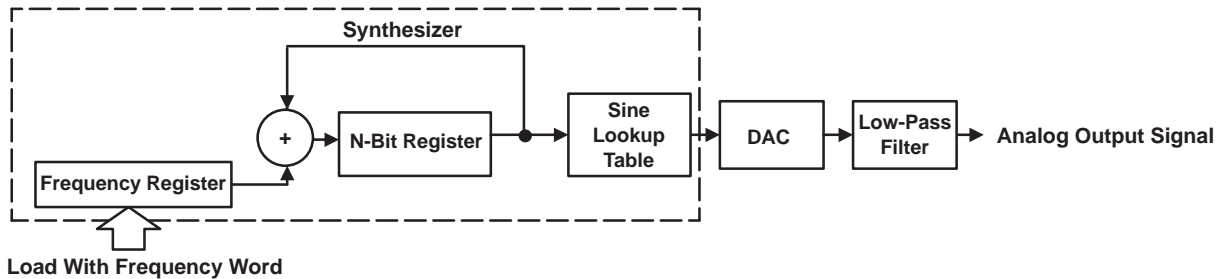 Synthesizer
+
N-Bit Register
Sine
Lookup
Table
DAC
Low-Pass
Filter
Analog Output Signal
Frequency Register
Load With Frequency Word